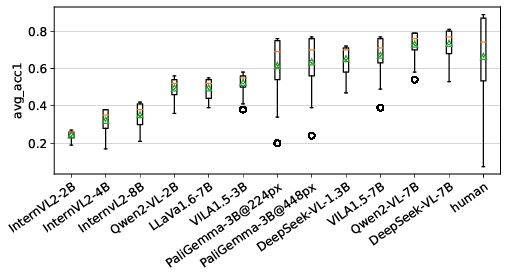 avg_acc1
0.8
0.6
0.4
0.2
InternVL2-2B
InternVL2-4B
InternVL2-8B
Qwen2-VL-2B
LLaVa1.6-7B
VILA1.5-3B
PaliGemma-3B@224px
PaliGemma-3B@448px
DeepSeek-VL-1.3B
VILA1.5-7B
Qwen2-VL-7B
DeepSeek-VL-7B
human